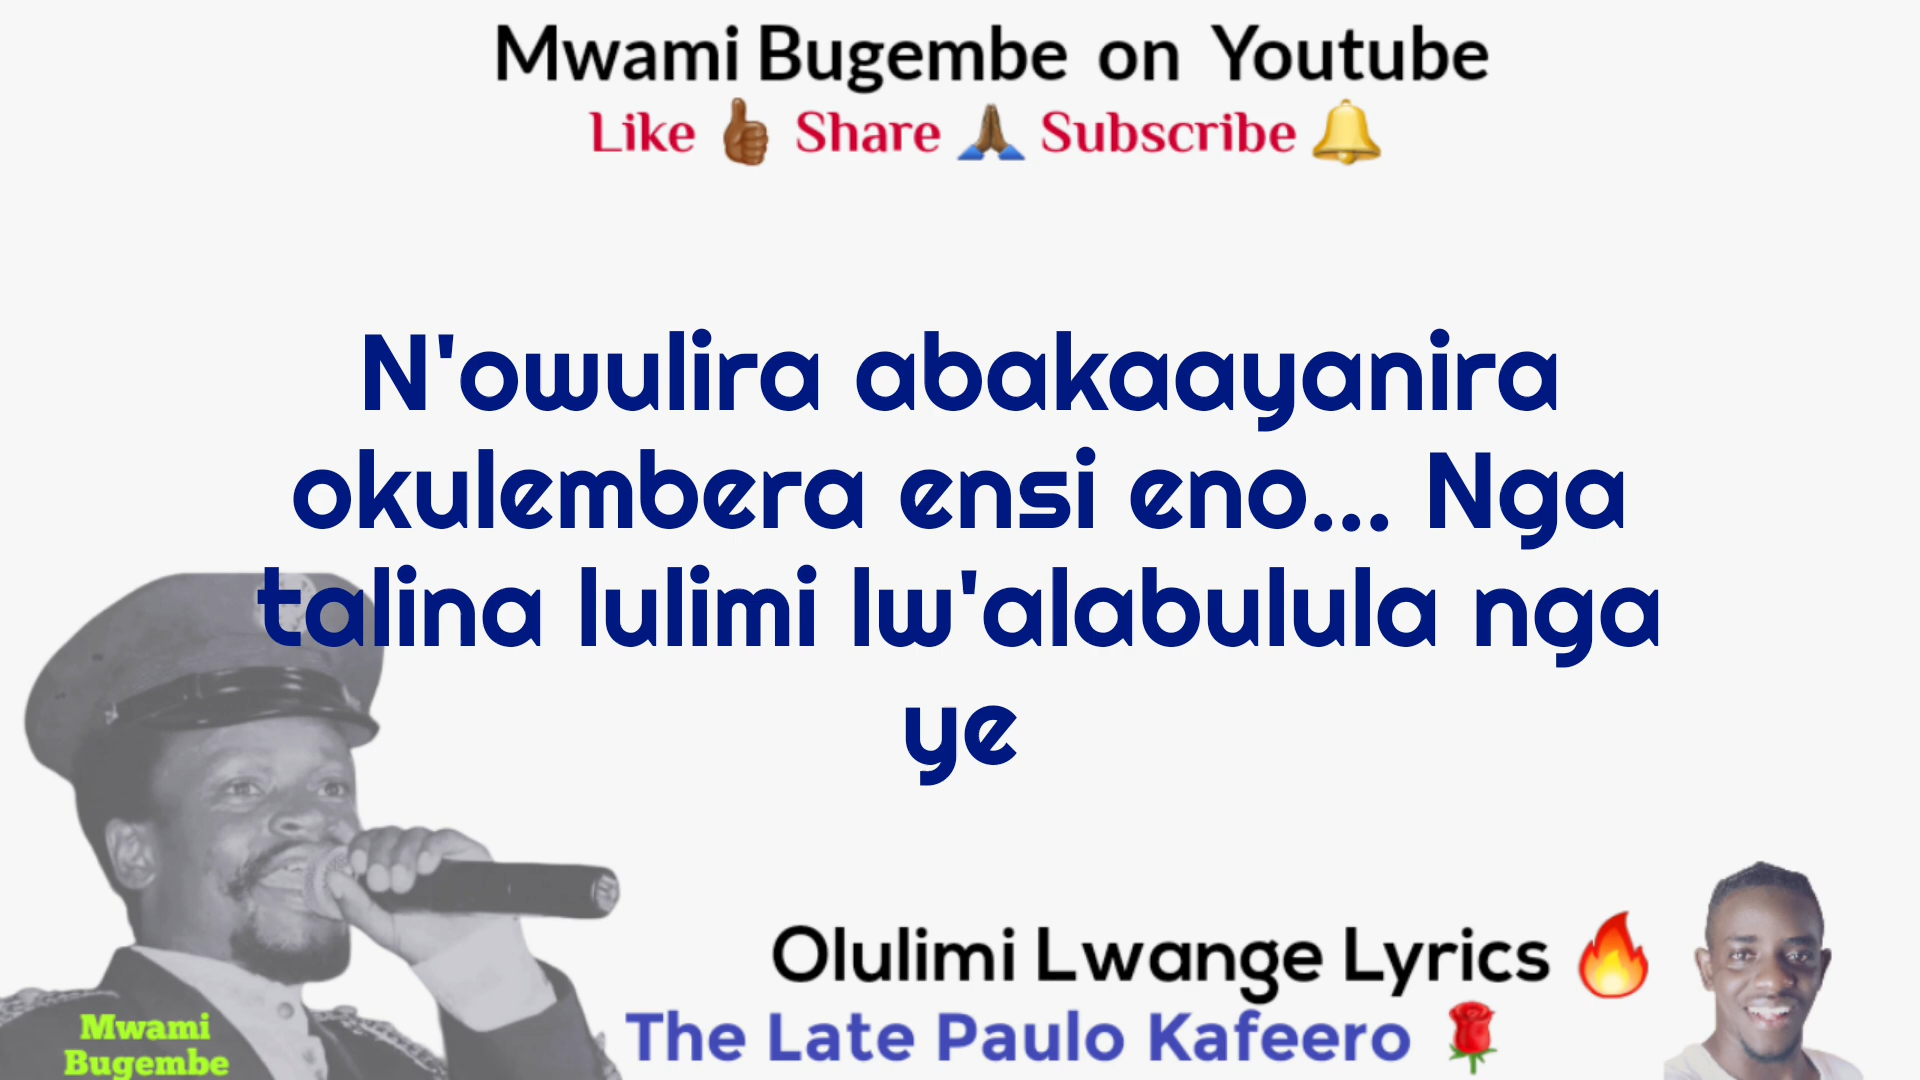 Mwami Bugembe on Youtube
Like 👍🏾 Share 🙏🏾 Subscribe 🔔
N'owulira abakaayanira
okulembera ensi eno... Nga
talina lulimi lw'alabulula nga
ye
Olulimi Lwange Lyrics 🔥
The Late Paulo Kafeero 🌹
Mwami
Bugembe